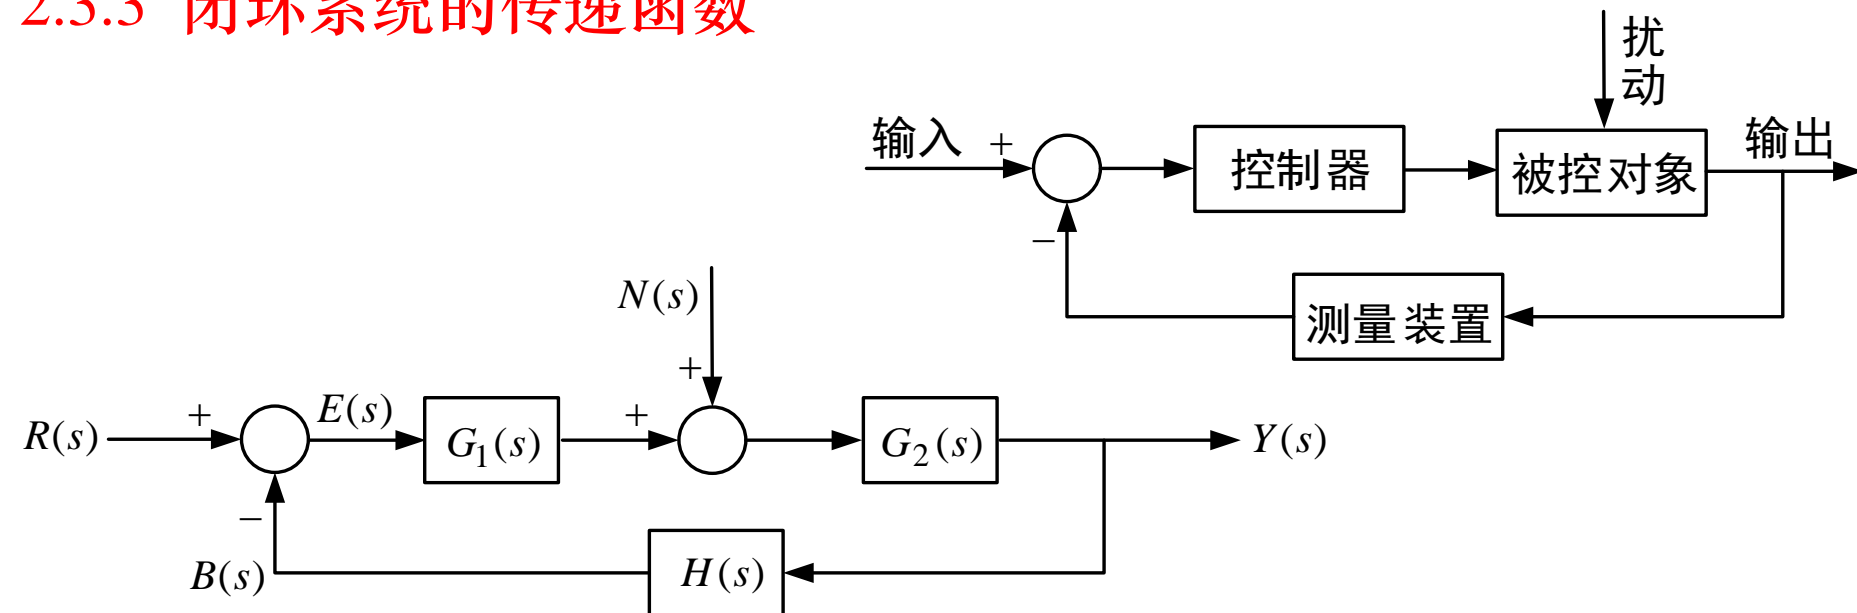 2.3.3 闭环系统的传递函数
扰动
输入
+
控制器
被控对象
输出
−
测量装置
N(s)
+
R(s)
+
E(s)
G₁(s)
+
G₂(s)
Y(s)
−
B(s)
H(s)